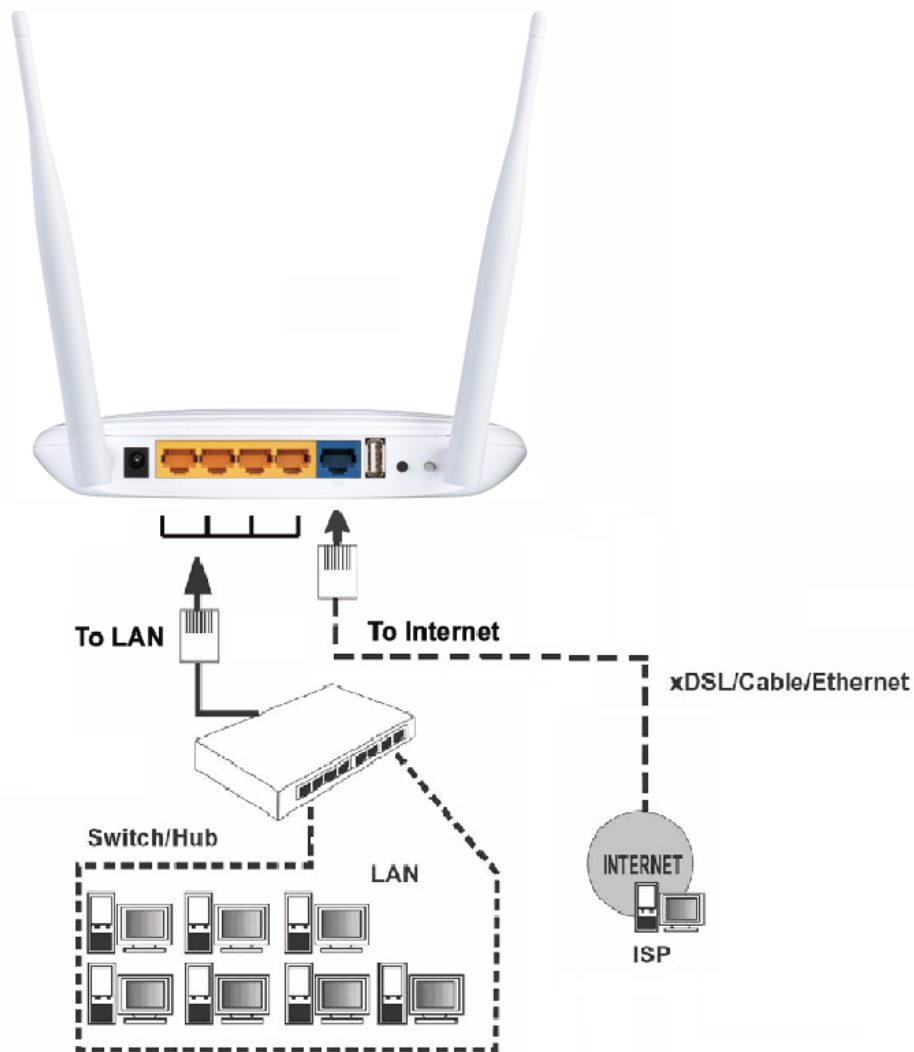 To LAN
To Internet
xDSL/Cable/Ethernet
Switch/Hub
LAN
INTERNET
ISP